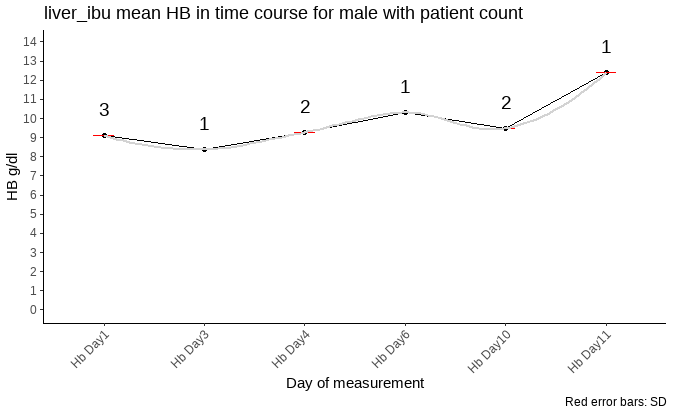 liver_ibu mean HB in time course for male with patient count
14
13
12
11
10
9
8
7
6
5
4
3
2
1
0
HB g/dl
3
1
2
1
2
1
Hb Day1
Hb Day3
Hb Day4
Hb Day6
Hb Day10
Hb Day11
Day of measurement
Red error bars: SD